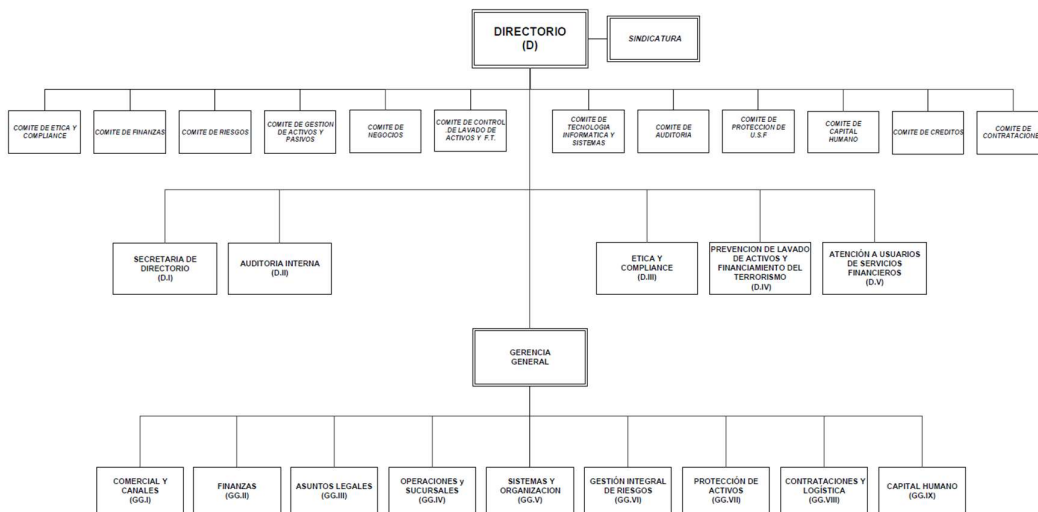 DIRECTORIO
(D)
SINDICATURA
COMITE DE ETICA Y
COMPLIANCE
COMITE DE FINANZAS
COMITE DE RIESGOS
COMITE DE GESTION
DE ACTIVOS Y
PASIVOS
COMITE DE
NEGOCIOS
COMITE DE CONTROL
DE LAVADO DE
ACTIVOS Y F.T.
COMITE DE
TECNOLOGIA
INFORMATICA Y
SISTEMAS
COMITE DE
AUDITORIA
COMITE DE
PROTECCION DE
U.S.F
COMITE DE
CAPITAL
HUMANO
COMITE DE CREDITOS
COMITE DE
CONTRATACIONE
SECRETARIA DE
DIRECTORIO
(D.I)
AUDITORIA INTERNA
(D.II)
ETICA Y
COMPLIANCE
(D.III)
PREVENCION DE LAVADO
DE ACTIVOS Y
FINANCIAMIENTO DEL
TERRORISMO
(D.IV)
ATENCIÓN A USUARIOS
DE SERVICIOS
FINANCIEROS
(D.V)
GERENCIA
GENERAL
COMERCIAL Y
CANALES
(GG.I)
FINANZAS
(GG.II)
ASUNTOS LEGALES
(GG.III)
OPERACIONES y
SUCURSALES
(GG.IV)
SISTEMAS Y
ORGANIZACION
(GG.V)
GESTIÓN INTEGRAL
DE RIESGOS
(GG.VI)
PROTECCIÓN DE
ACTIVOS
(GG.VII)
CONTRATACIONES Y
LOGÍSTICA
(GG.VIII)
CAPITAL HUMANO
(GG.IX)